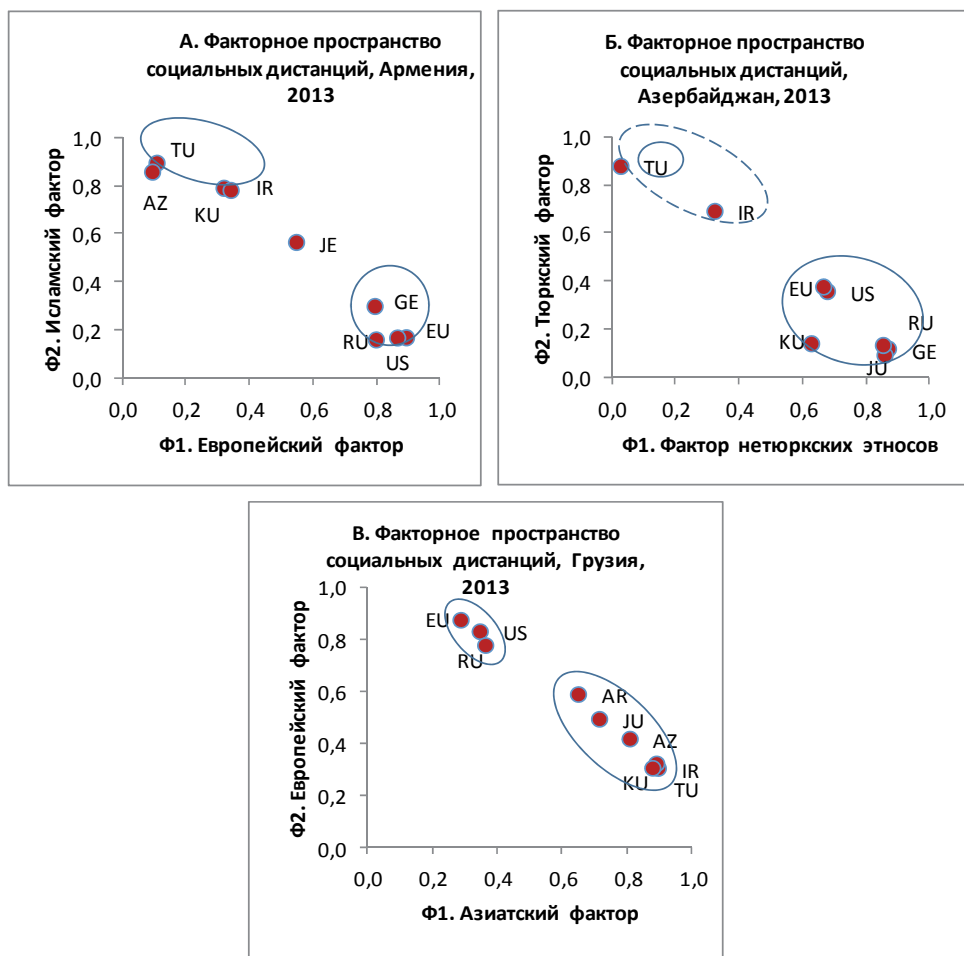 А. Факторное пространство
социальных дистанций, Армения,
2013
Ф2. Исламский фактор
1,0
0,8
0,6
0,4
0,2
0,0
TU
AZ
KU
IR
JE
GE
RU
EU
US
0,0 0,2 0,4 0,6 0,8 1,0
Ф1. Европейский фактор
Б. Факторное пространство
социальных дистанций,
Азербайджан, 2013
Ф2. Тюркский фактор
1,0
0,8
0,6
0,4
0,2
0,0
TU
IR
EU
US
RU
KU
GE
JU
0,0 0,2 0,4 0,6 0,8 1,0
Ф1. Фактор нетюркских этносов
В. Факторное пространство
социальных дистанций, Грузия,
2013
Ф2. Европейский фактор
1,0
0,8
0,6
0,4
0,2
0,0
EU
US
RU
AR
JU
AZ
KU
IR
TU
0,0 0,2 0,4 0,6 0,8 1,0
Ф1. Азиатский фактор